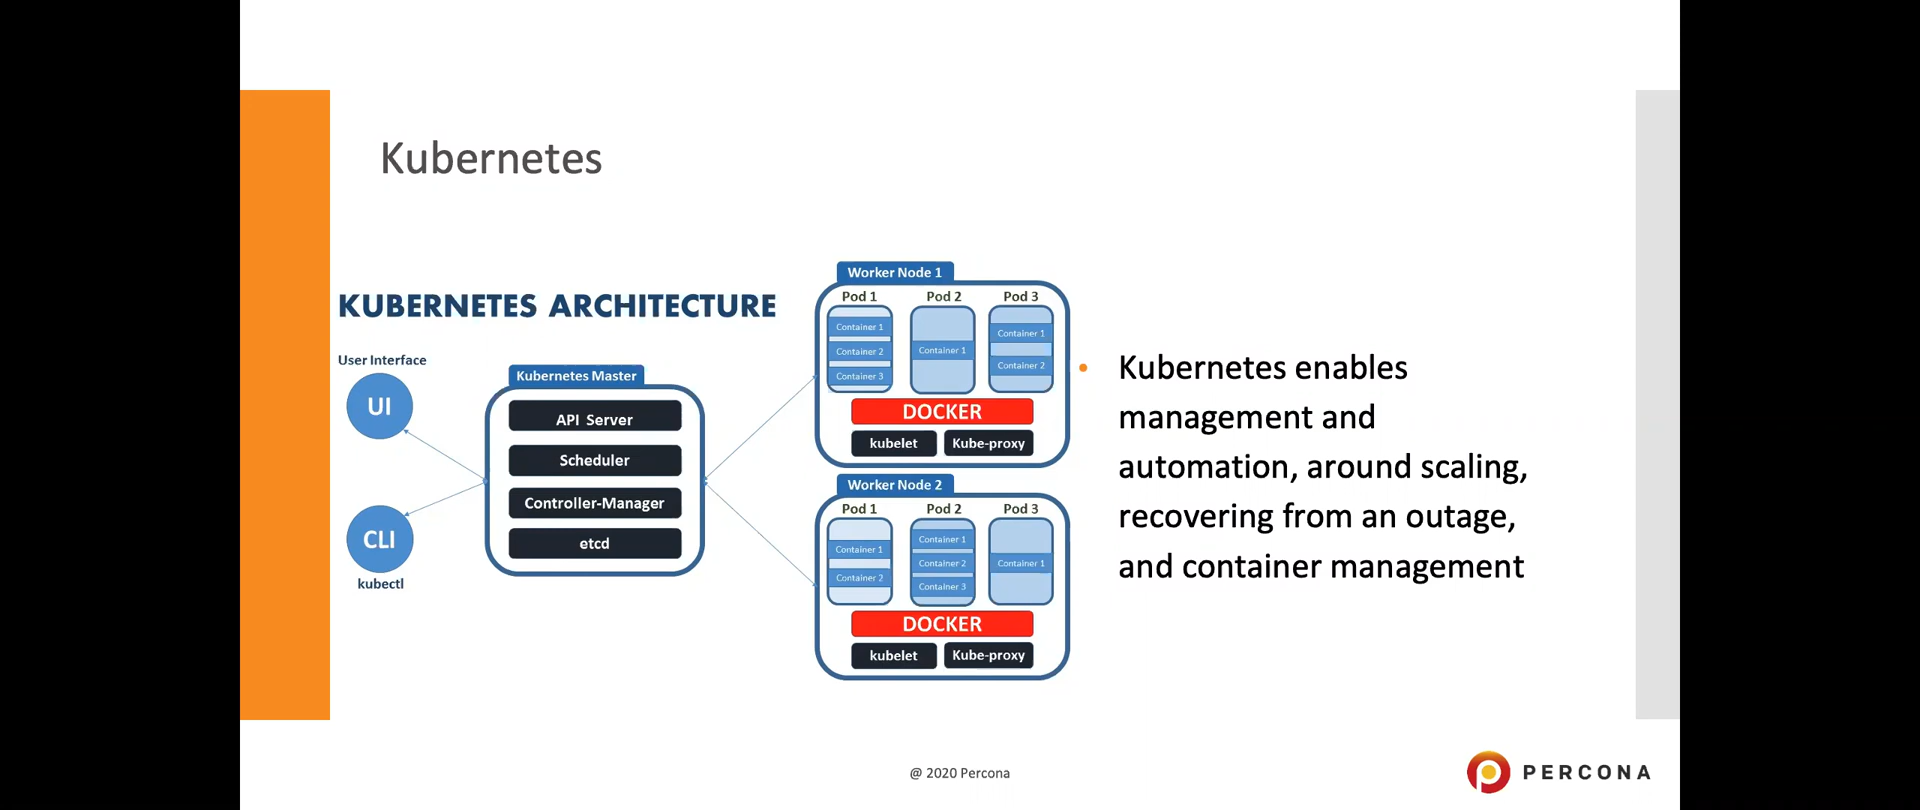 Kubernetes
KUBERNETES ARCHITECTURE
User Interface
UI
CLI
kubectl
Kubernetes Master
API Server
Scheduler
Controller-Manager
etcd
Worker Node 1
Pod 1
Pod 2
Pod 3
Container 1
Container 2
Container 3
Container 1
Container 1
Container 2
DOCKER
kubelet
Kube-proxy
Worker Node 2
Pod 1
Pod 2
Pod 3
Container 1
Container 2
Container 1
Container 2
Container 3
Container 1
DOCKER
kubelet
Kube-proxy
Kubernetes enables
management and
automation, around scaling,
recovering from an outage,
and container management
@ 2020 Percona
PERCONA